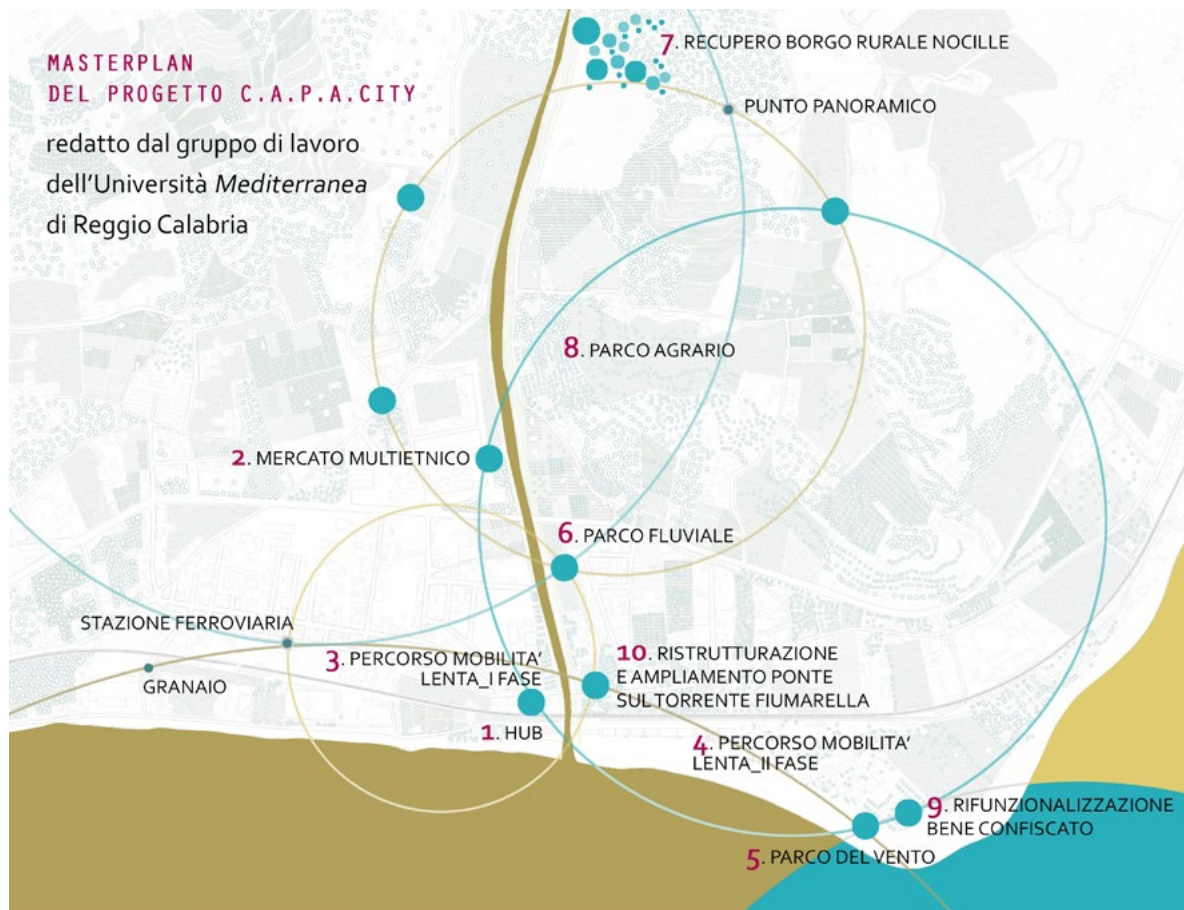 MASTERPLAN
DEL PROGETTO C.A.P.A.CITY
redatto dal gruppo di lavoro
dell'Università Mediterranea
di Reggio Calabria
7. RECUPERO BORGO RURALE NOCILLE
PUNTO PANORAMICO
8. PARCO AGRARIO
2. MERCATO MULTIETNICO
6. PARCO FLUVIALE
STAZIONE FERROVIARIA
GRANAIO
3. PERCORSO MOBILITA'
LENTA_I FASE
10. RISTRUTTURAZIONE
E AMPLIAMENTO PONTE
SUL TORRENTE FIUMARELLA
1. HUB
4. PERCORSO MOBILITA'
LENTA_II FASE
9. RIFUNZIONALIZZAZIONE
BENE CONFISCATO
5. PARCO DEL VENTO